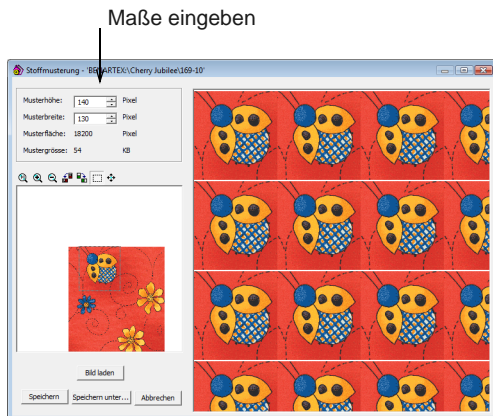 Maße eingeben
Stoffmusterung - 'BERARTEX:\Cherry Jubilee\169-10'
Musterhöhe: 140 Pixel
Musterbreite: 130 Pixel
Musterfläche: 18200 Pixel
Mustergrösse: 54 KB
Bild laden
Speichern Speichern unter... Abbrechen